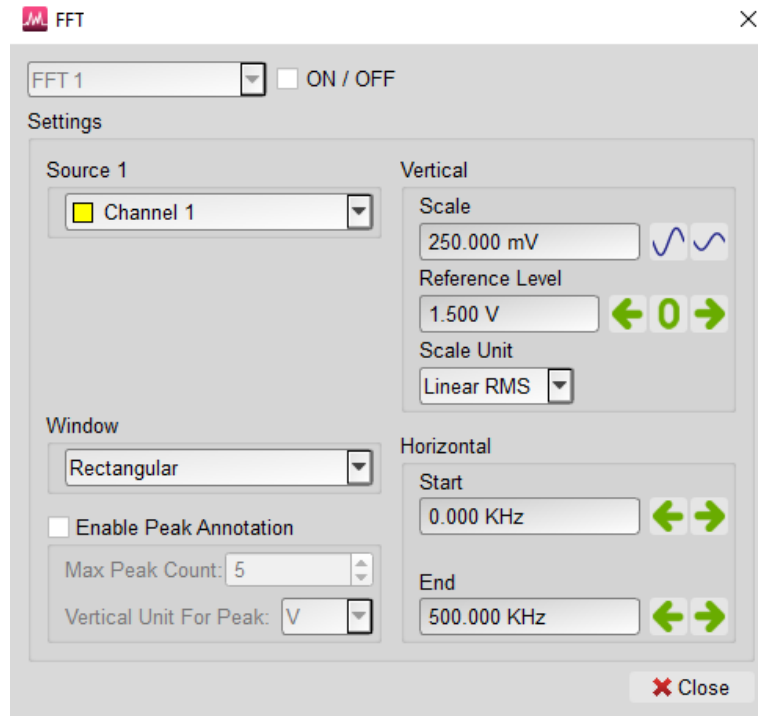 FFT
FFT 1
ON / OFF
Settings
Source 1
Channel 1
Vertical
Scale
250.000 mV
Reference Level
1.500 V
0
Scale Unit
Linear RMS
Window
Rectangular
Enable Peak Annotation
Max Peak Count: 5
Vertical Unit For Peak: V
Horizontal
Start
0.000 KHz
End
500.000 KHz
Close